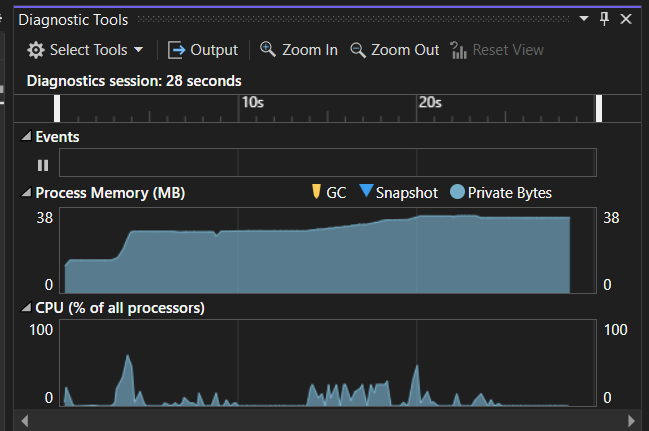 Diagnostic Tools
Select Tools Output Zoom In Zoom Out Reset View
Diagnostics session: 28 seconds
10s 20s
Events
Process Memory (MB) GC Snapshot Private Bytes
38 38
0 0
CPU (% of all processors)
100 100
0 0